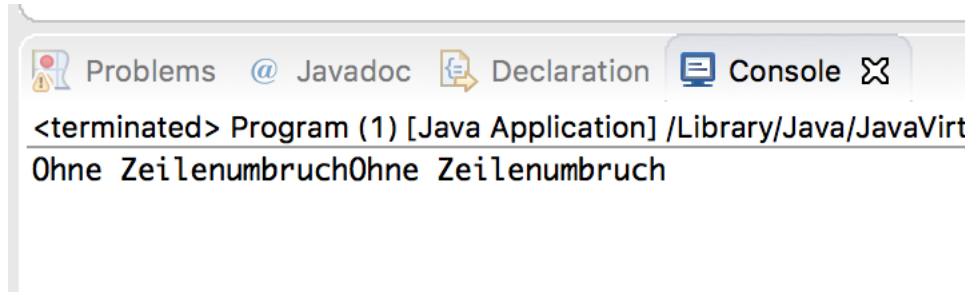 Problems @ Javadoc Declaration Console
<terminated> Program (1) [Java Application] /Library/Java/JavaVirt
Ohne ZeilenumbruchOhne Zeilenumbruch